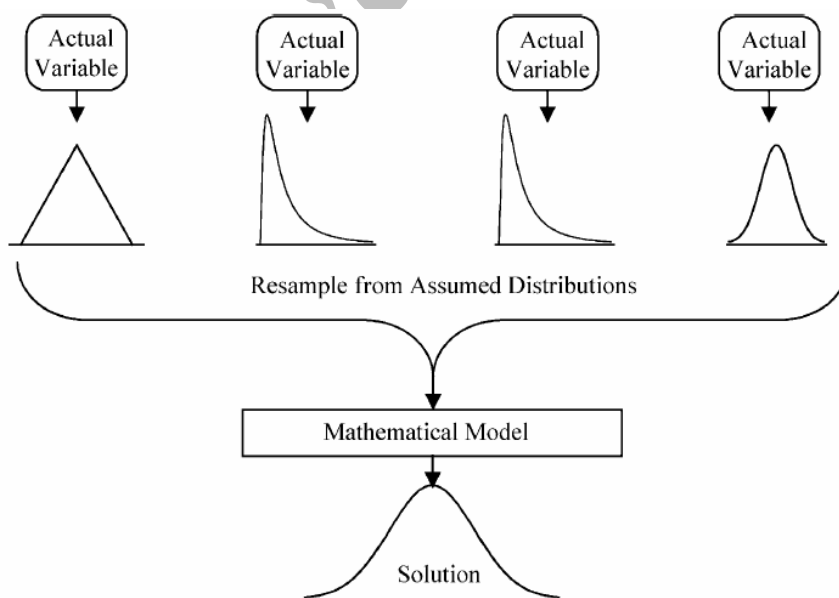 Actual
Variable
Actual
Variable
Actual
Variable
Actual
Variable
Resample from Assumed Distributions
Mathematical Model
Solution